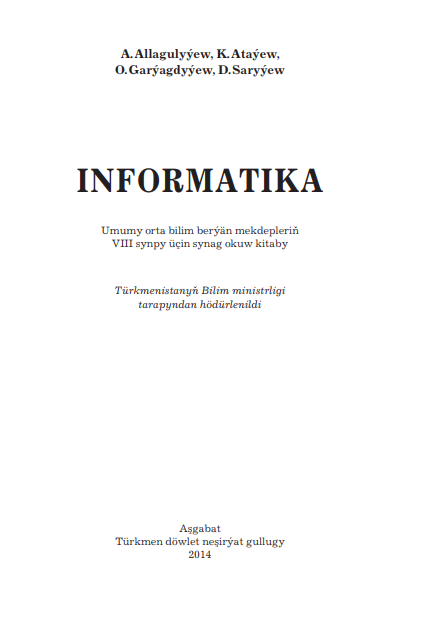 A. Allagulyýew, K. Ataýew,
O. Garýagdyýew, D. Saryýew
INFORMATIKA
Umumy orta bilim berýän mekdepleriň
VIII synpy üçin synag okuw kitaby
Türkmenistanyň Bilim ministrligi
tarapyndan hödürlenildi
Aşgabat
Türkmen döwlet neşirýat gullugy
2014